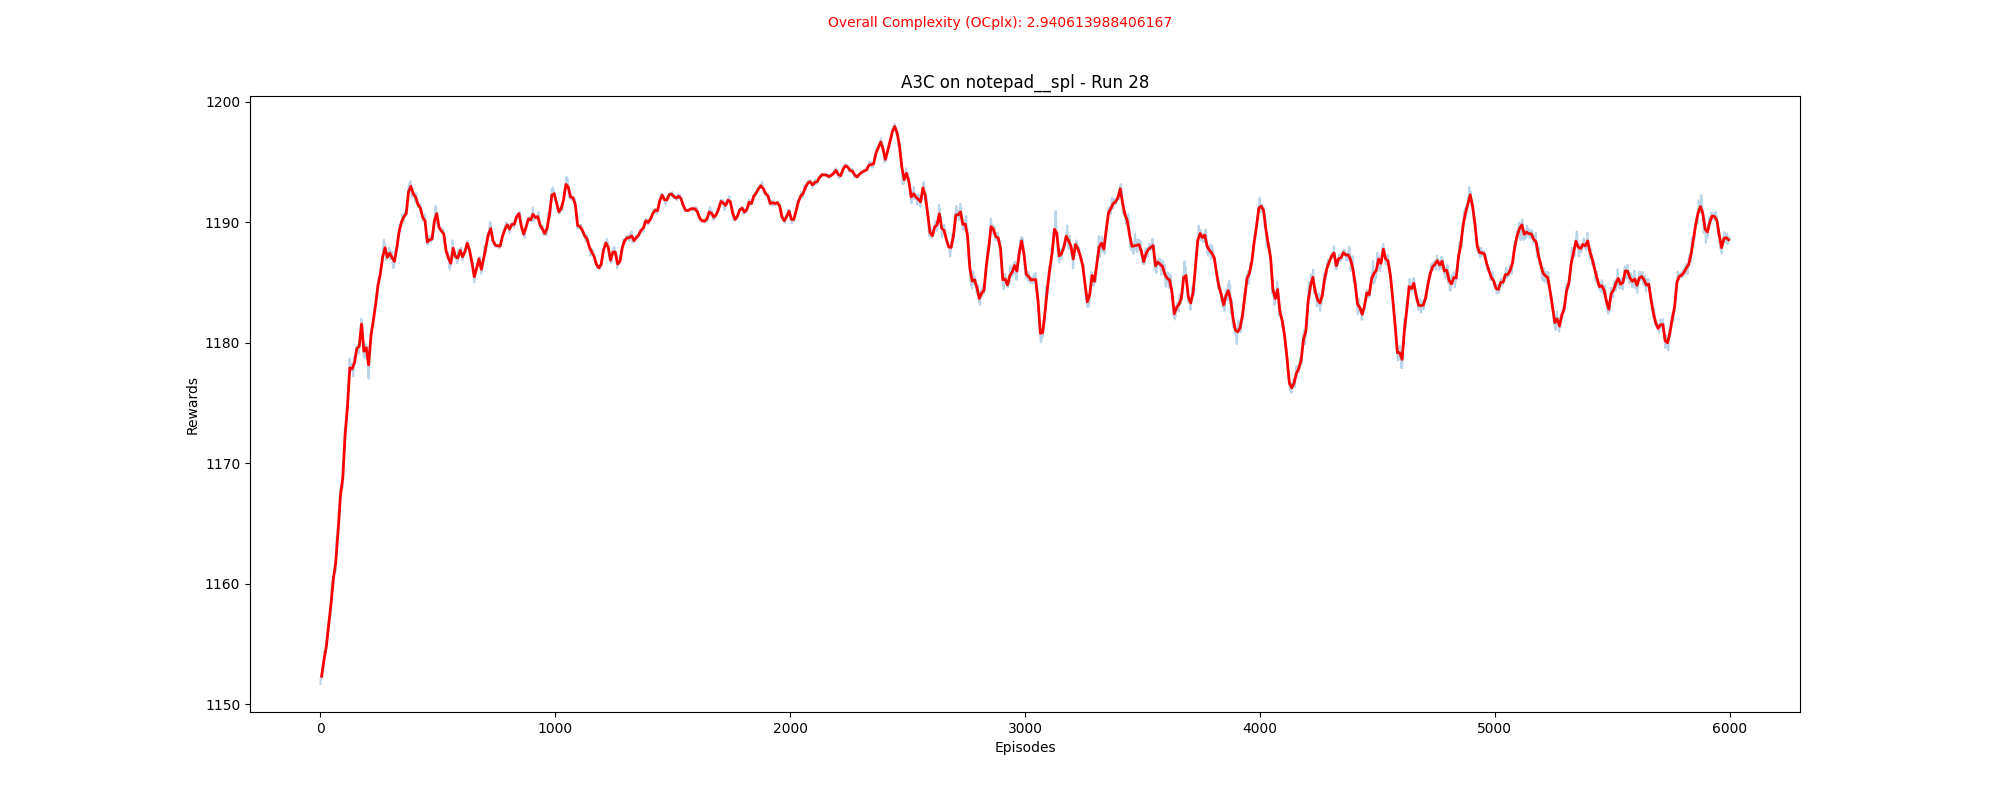 Overall Complexity (OCplx): 2.940613988406167
A3C on notepad__spl - Run 28
1200
1190
1180
1170
1160
1150
Rewards
0 1000 2000 3000 4000 5000 6000
Episodes